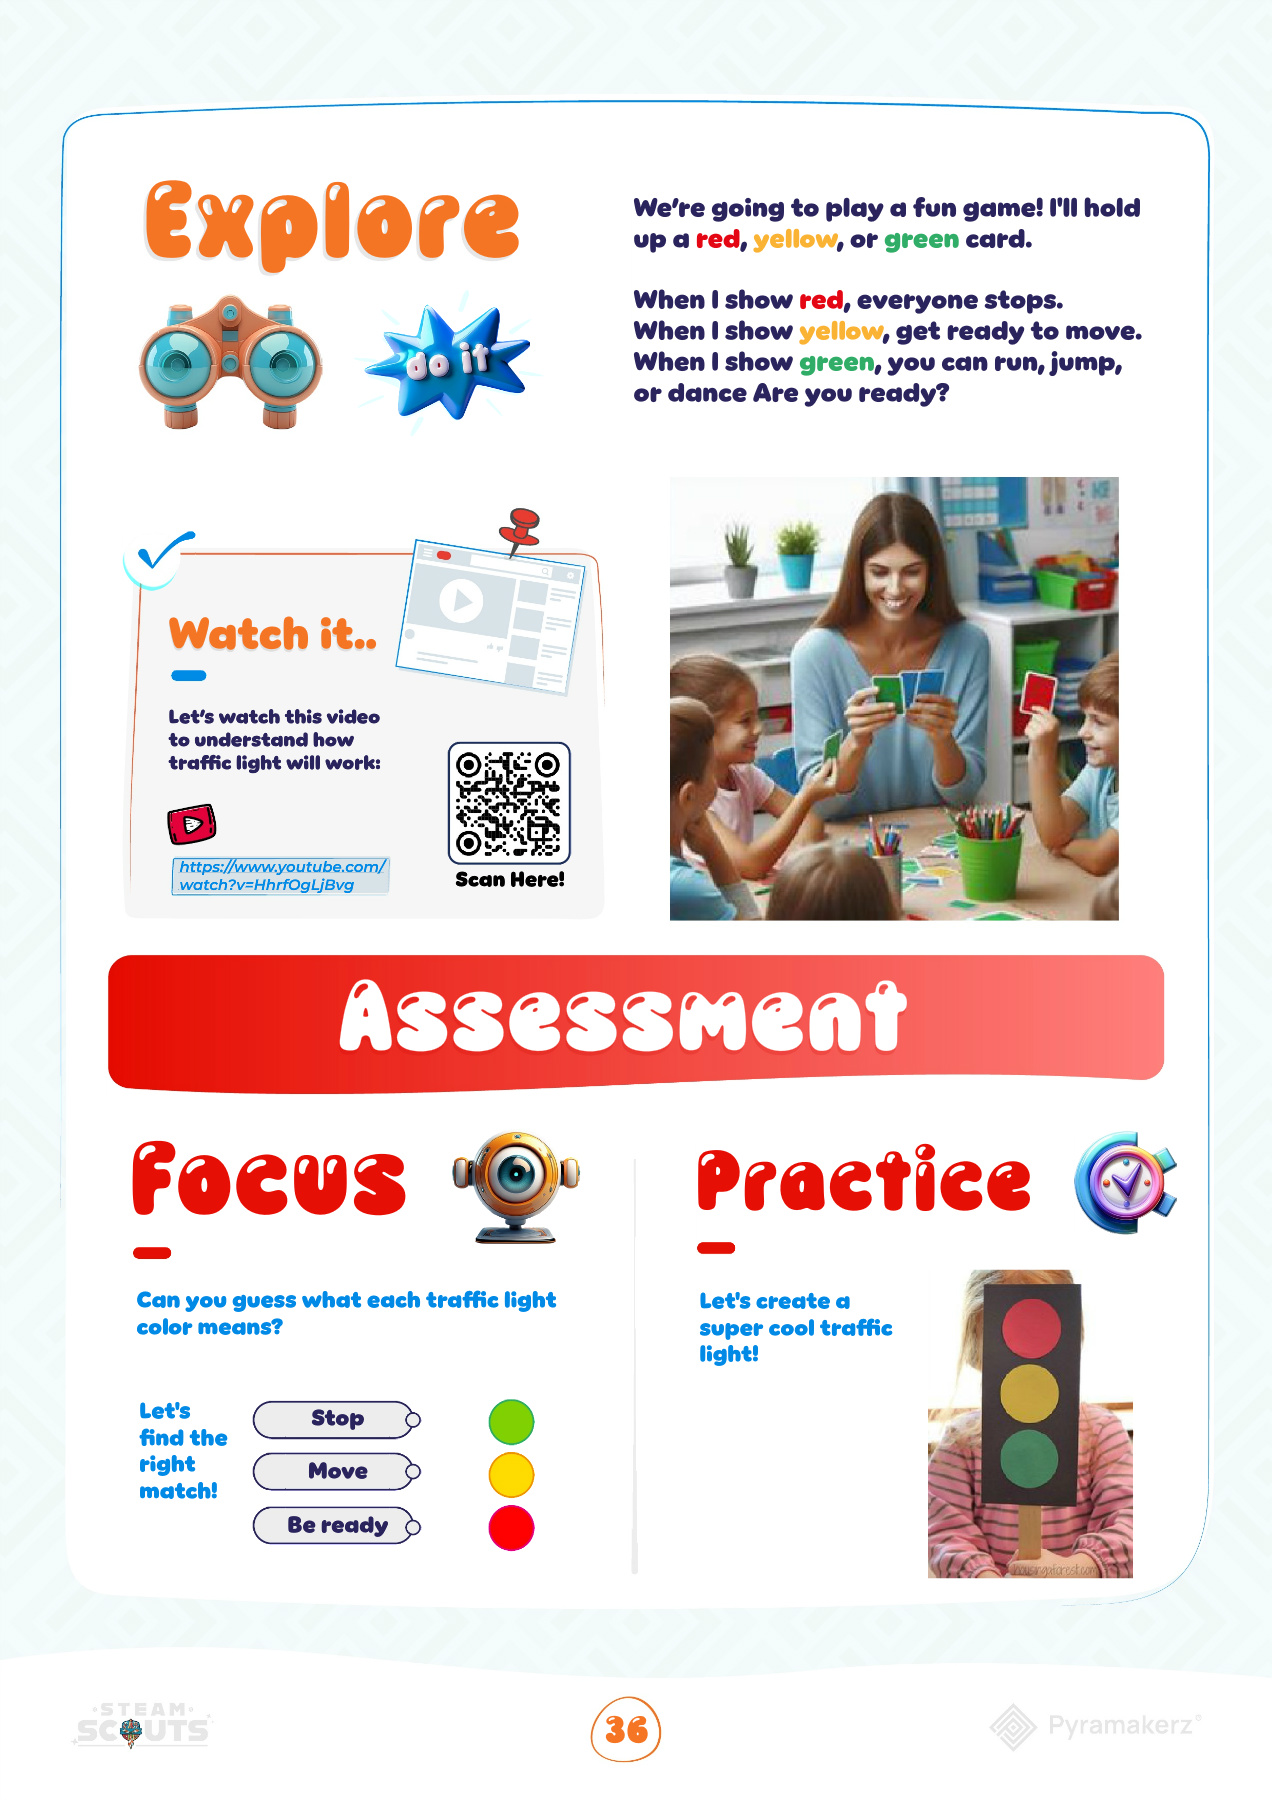 Explore
We're going to play a fun game! I'll hold
up a red, yellow, or green card.
When I show red, everyone stops.
When I show yellow, get ready to move.
When I show green, you can run, jump,
or dance Are you ready?
do it
Watch it..
Let's watch this video
to understand how
traffic light will work:
https://www.youtube.com/
watch?v=HhrfOgLjBvg
Scan Here!
Assessment
Focus
Can you guess what each traffic light
color means?
Let's
find the
right
match!
Stop
Move
Be ready
Practice
Let's create a
super cool traffic
light!
STEAM
SCOUTS
36
Pyramakerz